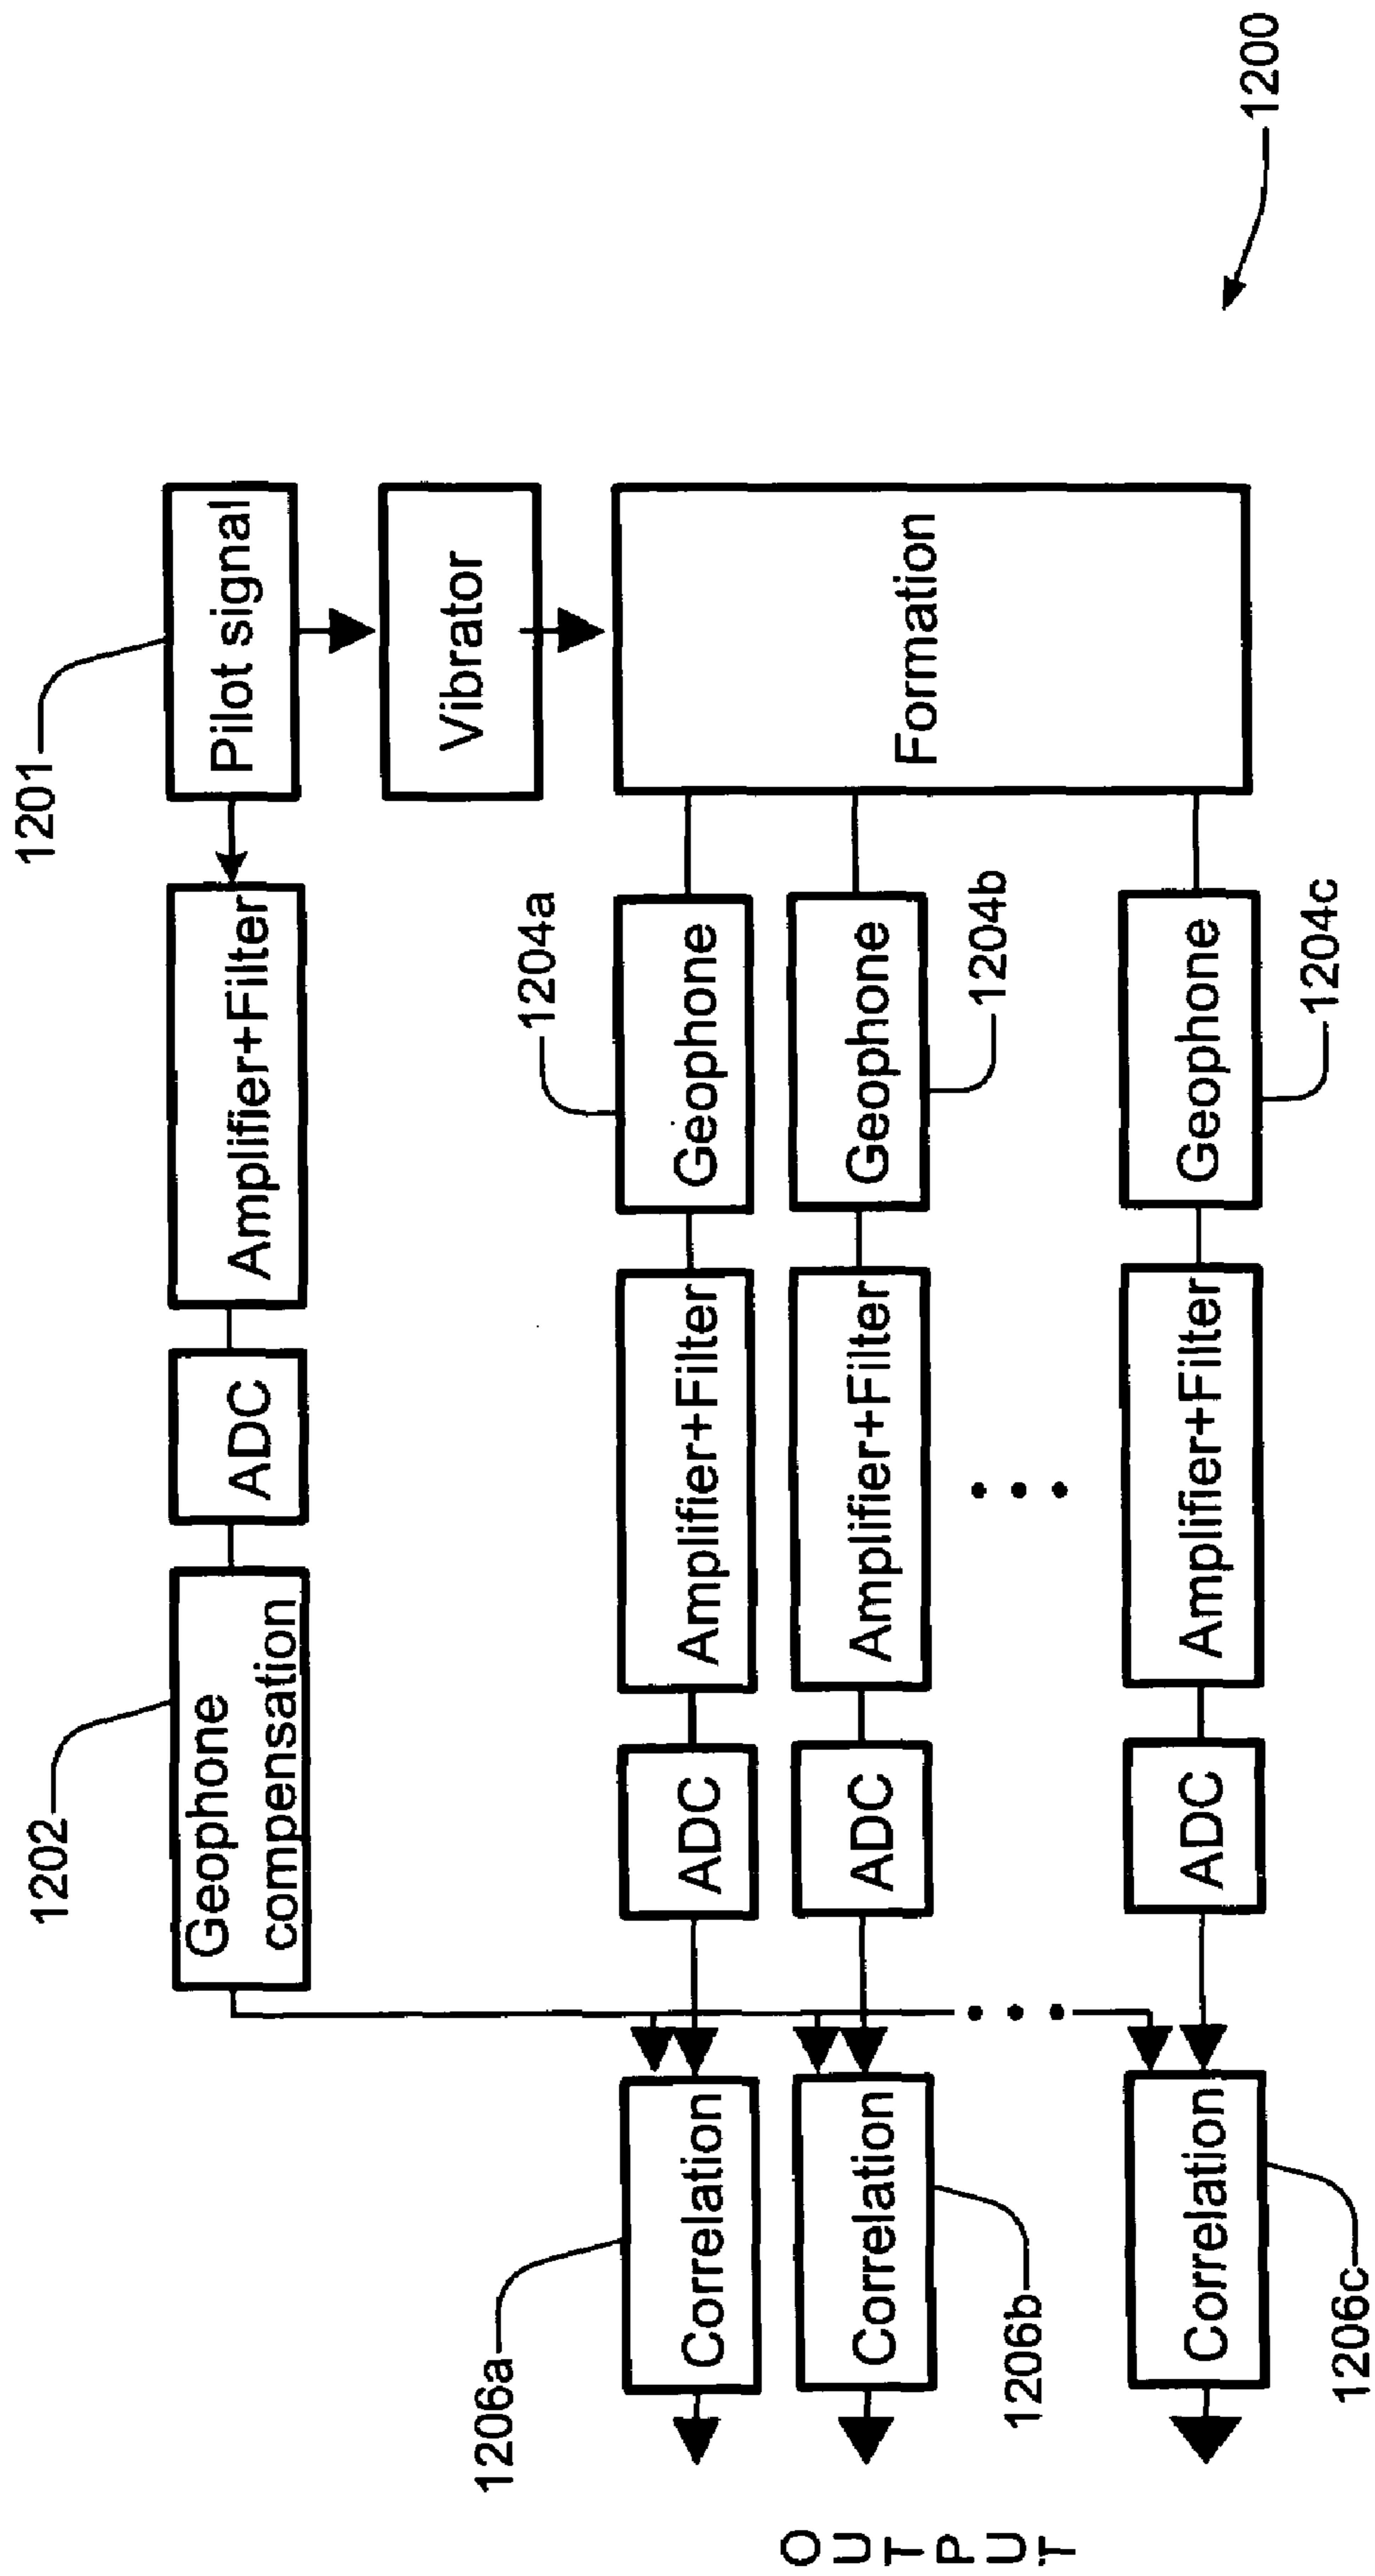 1202
1201
Geophone
compensation
ADC
Amplifier+Filter
Pilot signal
Vibrator
1206a
1204a
Correlation
ADC
Amplifier+Filter
Geophone
OUTPUT
Correlation
ADC
Amplifier+Filter
Geophone
Formation
1206b
1204b
Correlation
ADC
Amplifier+Filter
Geophone
1206c
1204c
1200